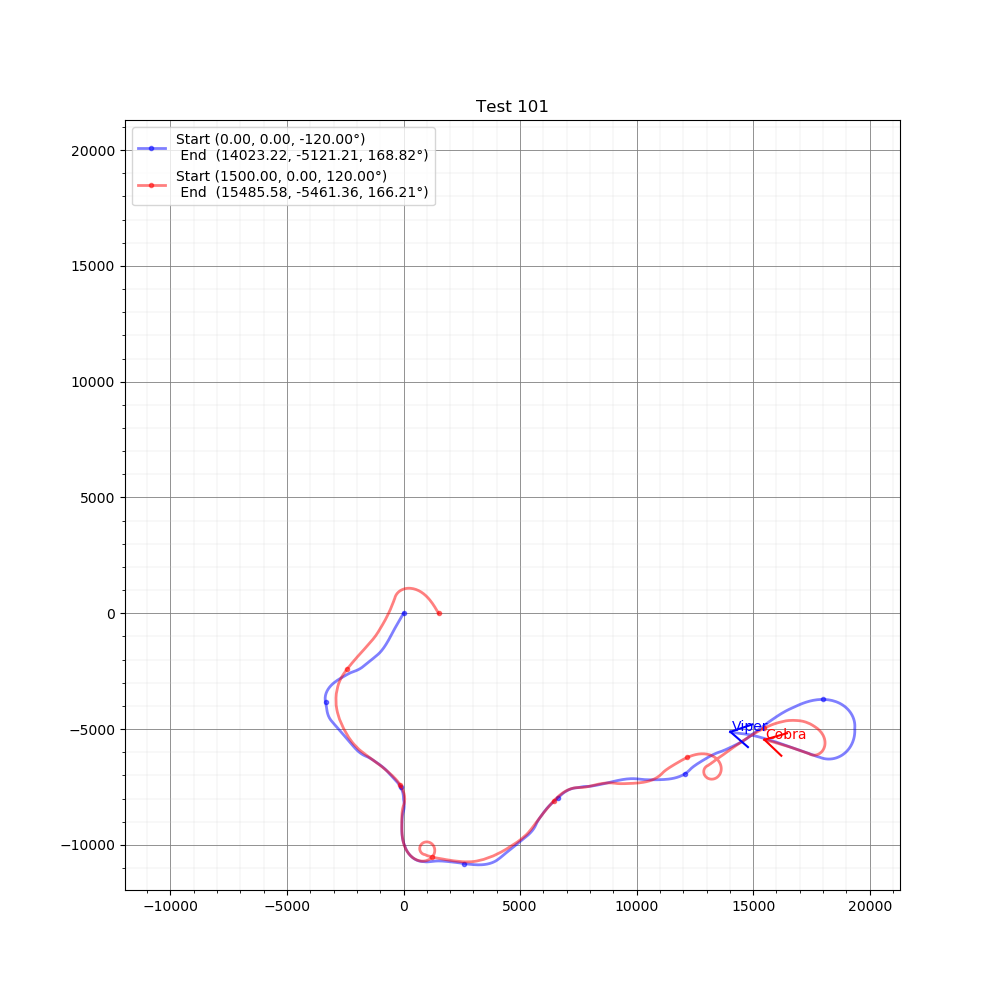 Test 101
Start (0.00, 0.00, -120.00°)
End (14023.22, -5121.21, 168.82°)
Start (1500.00, 0.00, 120.00°)
End (15485.58, -5461.36, 166.21°)
20000
15000
10000
5000
0
−5000
−10000
Viper
Cobra
−10000 −5000 0 5000 10000 15000 20000